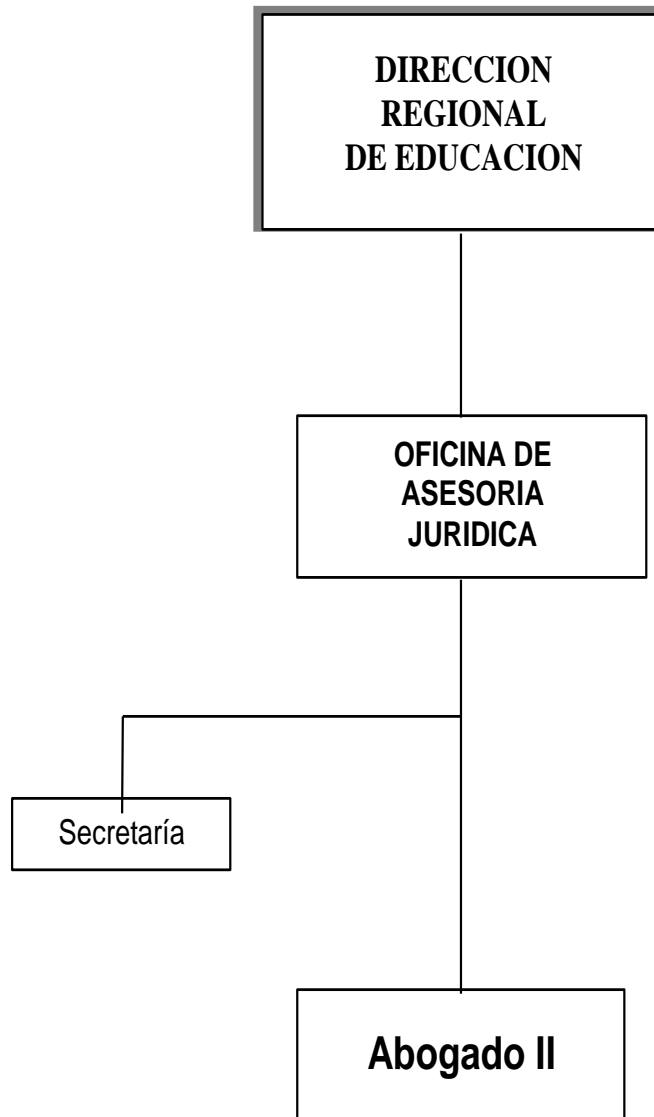 DIRECCION
REGIONAL
DE EDUCACION
OFICINA DE
ASESORIA
JURIDICA
Secretaría
Abogado II